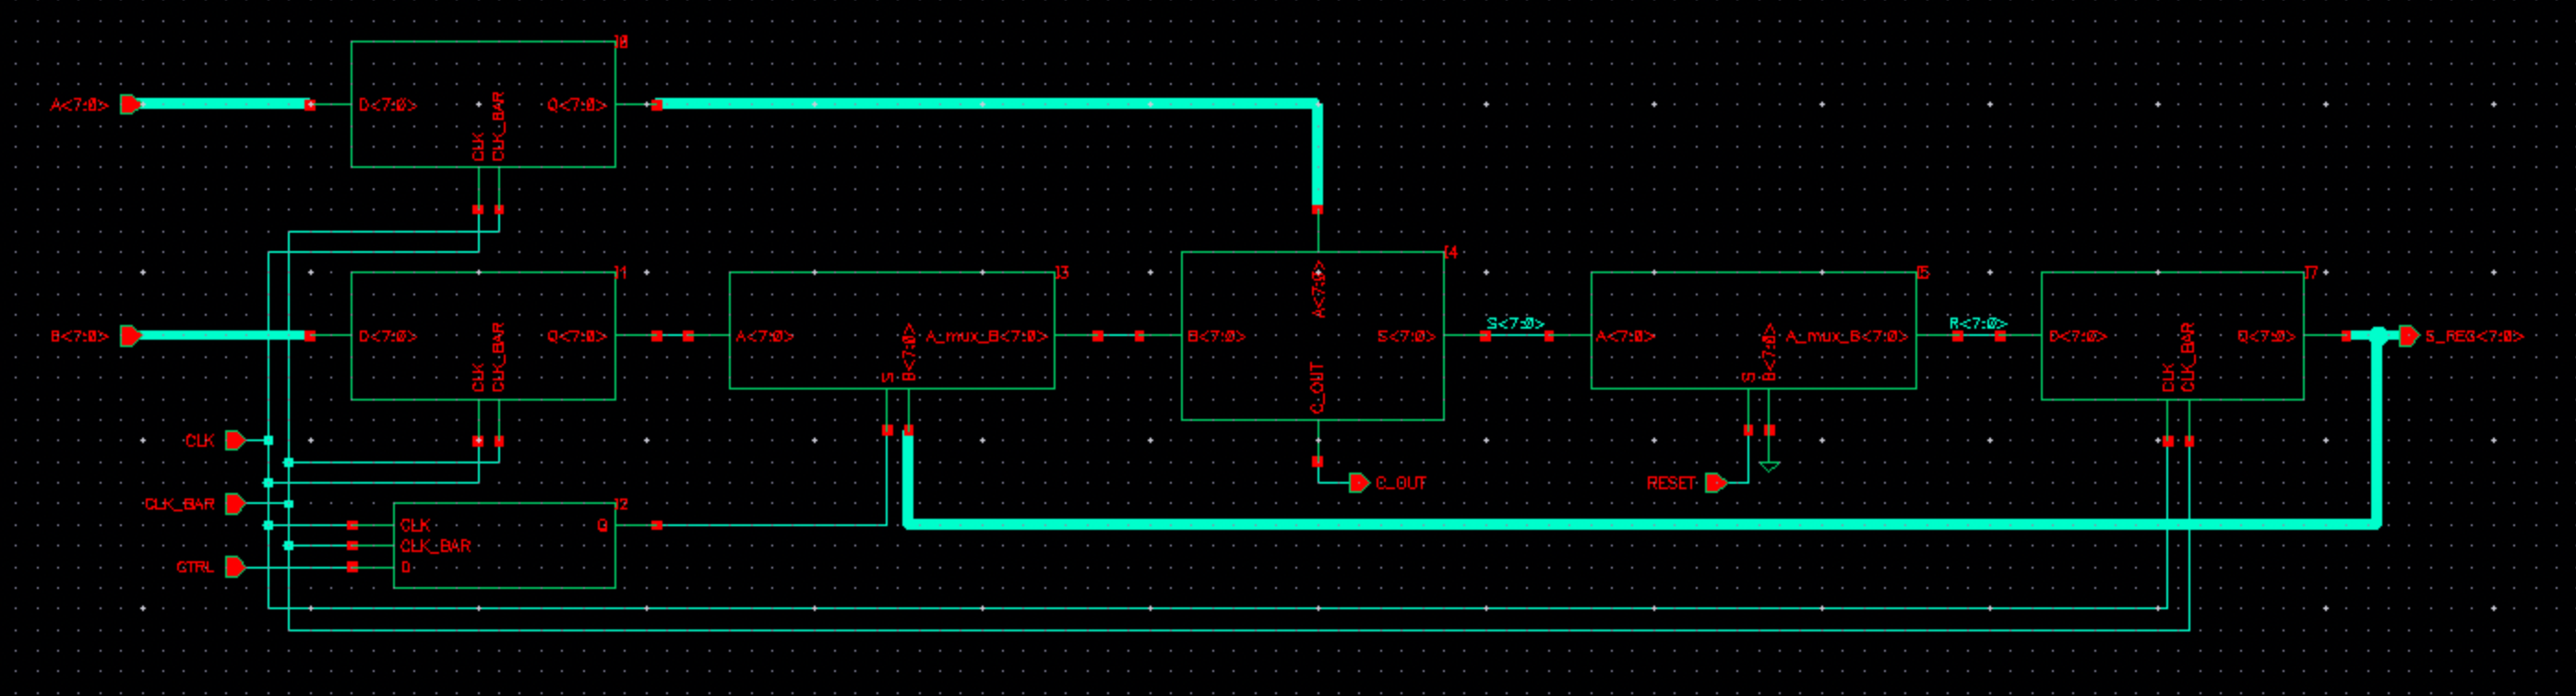 I0
A<7:0> D<7:0> Q<7:0>
CLK CLK_BAR
I1
B<7:0> D<7:0> Q<7:0>
CLK CLK_BAR
I3
A<7:0> A_mux_B<7:0>
S B<7:0>
I4
A<7:0>
B<7:0> S<7:0>
C_OUT
S<7:0>
I5
A<7:0> A_mux_B<7:0>
S B<7:0>
R<7:0>
I7
D<7:0> Q<7:0>
CLK CLK_BAR
S_REG<7:0>
CLK
CLK_BAR
CTRL
I2
CLK Q
CLK_BAR
D
C_OUT
RESET